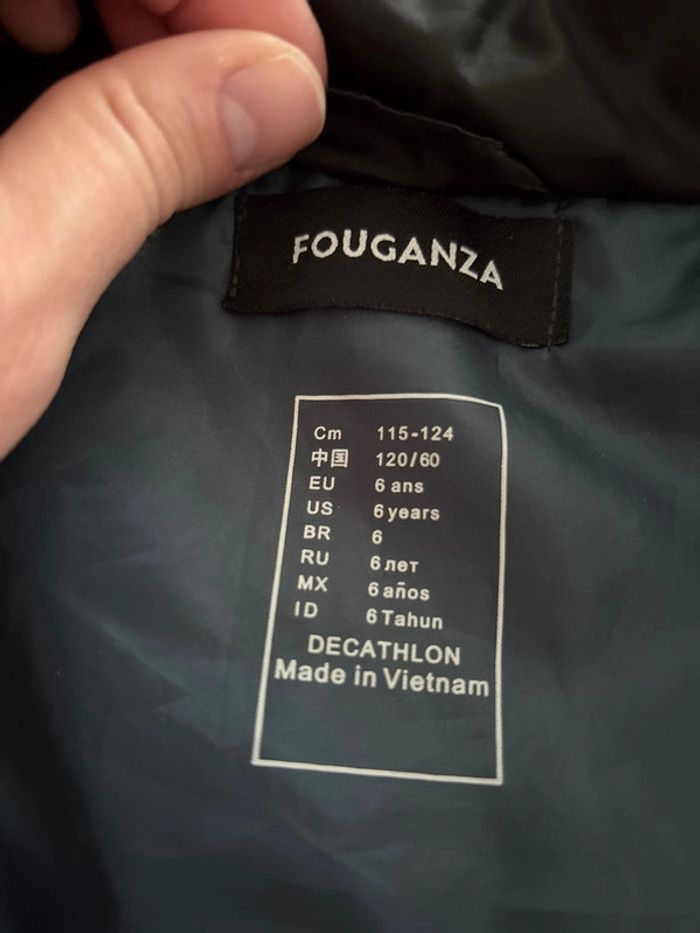 FOUGANZA
Cm 115-124
中国 120/60
EU 6 ans
US 6 years
BR 6
RU 6 лет
MX 6 años
ID 6 Tahun
DECATHLON
Made in Vietnam